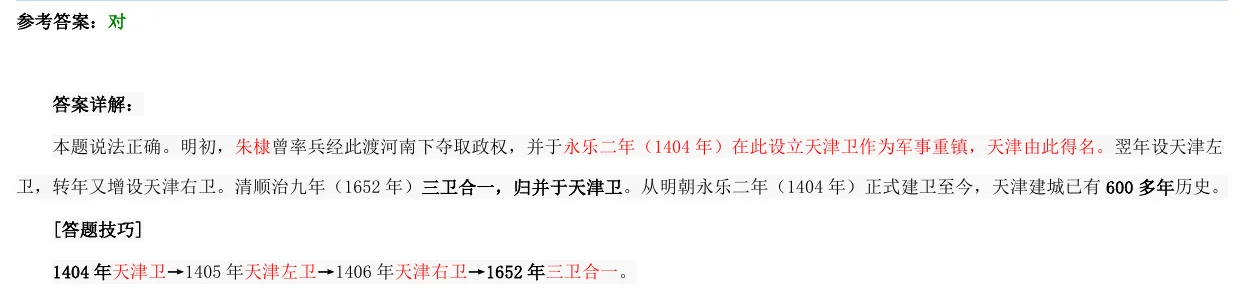 参考答案：对
答案详解：
本题说法正确。明初，朱棣曾率兵经此渡河南下夺取政权，并于永乐二年（1404 年）在此设立天津卫作为军事重镇，天津由此得名。翌年设天津左
卫，转年又增设天津右卫。清顺治九年（1652 年）三卫合一，归并于天津卫。从明朝永乐二年（1404 年）正式建卫至今，天津建城已有 600 多年历史。
[答题技巧]
1404 年天津卫→1405 年天津左卫→1406 年天津右卫→1652 年三卫合一。